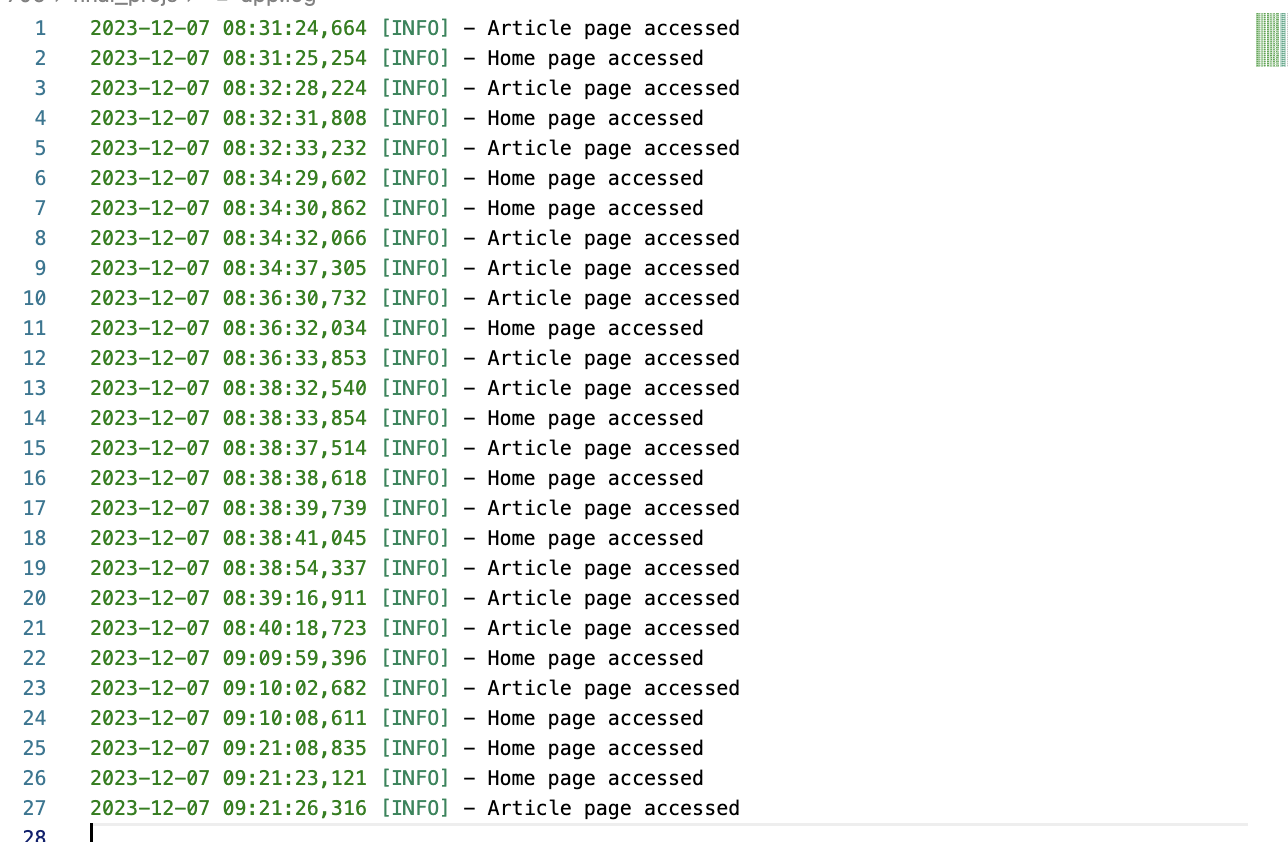 app.log
1 2023-12-07 08:31:24,664 [INFO] - Article page accessed
2 2023-12-07 08:31:25,254 [INFO] - Home page accessed
3 2023-12-07 08:32:28,224 [INFO] - Article page accessed
4 2023-12-07 08:32:31,808 [INFO] - Home page accessed
5 2023-12-07 08:32:33,232 [INFO] - Article page accessed
6 2023-12-07 08:34:29,602 [INFO] - Home page accessed
7 2023-12-07 08:34:30,862 [INFO] - Home page accessed
8 2023-12-07 08:34:32,066 [INFO] - Article page accessed
9 2023-12-07 08:34:37,305 [INFO] - Article page accessed
10 2023-12-07 08:36:30,732 [INFO] - Article page accessed
11 2023-12-07 08:36:32,034 [INFO] - Home page accessed
12 2023-12-07 08:36:33,853 [INFO] - Article page accessed
13 2023-12-07 08:38:32,540 [INFO] - Article page accessed
14 2023-12-07 08:38:33,854 [INFO] - Home page accessed
15 2023-12-07 08:38:37,514 [INFO] - Article page accessed
16 2023-12-07 08:38:38,618 [INFO] - Home page accessed
17 2023-12-07 08:38:39,739 [INFO] - Article page accessed
18 2023-12-07 08:38:41,045 [INFO] - Home page accessed
19 2023-12-07 08:38:54,337 [INFO] - Article page accessed
20 2023-12-07 08:39:16,911 [INFO] - Article page accessed
21 2023-12-07 08:40:18,723 [INFO] - Article page accessed
22 2023-12-07 09:09:59,396 [INFO] - Home page accessed
23 2023-12-07 09:10:02,682 [INFO] - Article page accessed
24 2023-12-07 09:10:08,611 [INFO] - Home page accessed
25 2023-12-07 09:21:08,835 [INFO] - Home page accessed
26 2023-12-07 09:21:23,121 [INFO] - Home page accessed
27 2023-12-07 09:21:26,316 [INFO] - Article page accessed
28